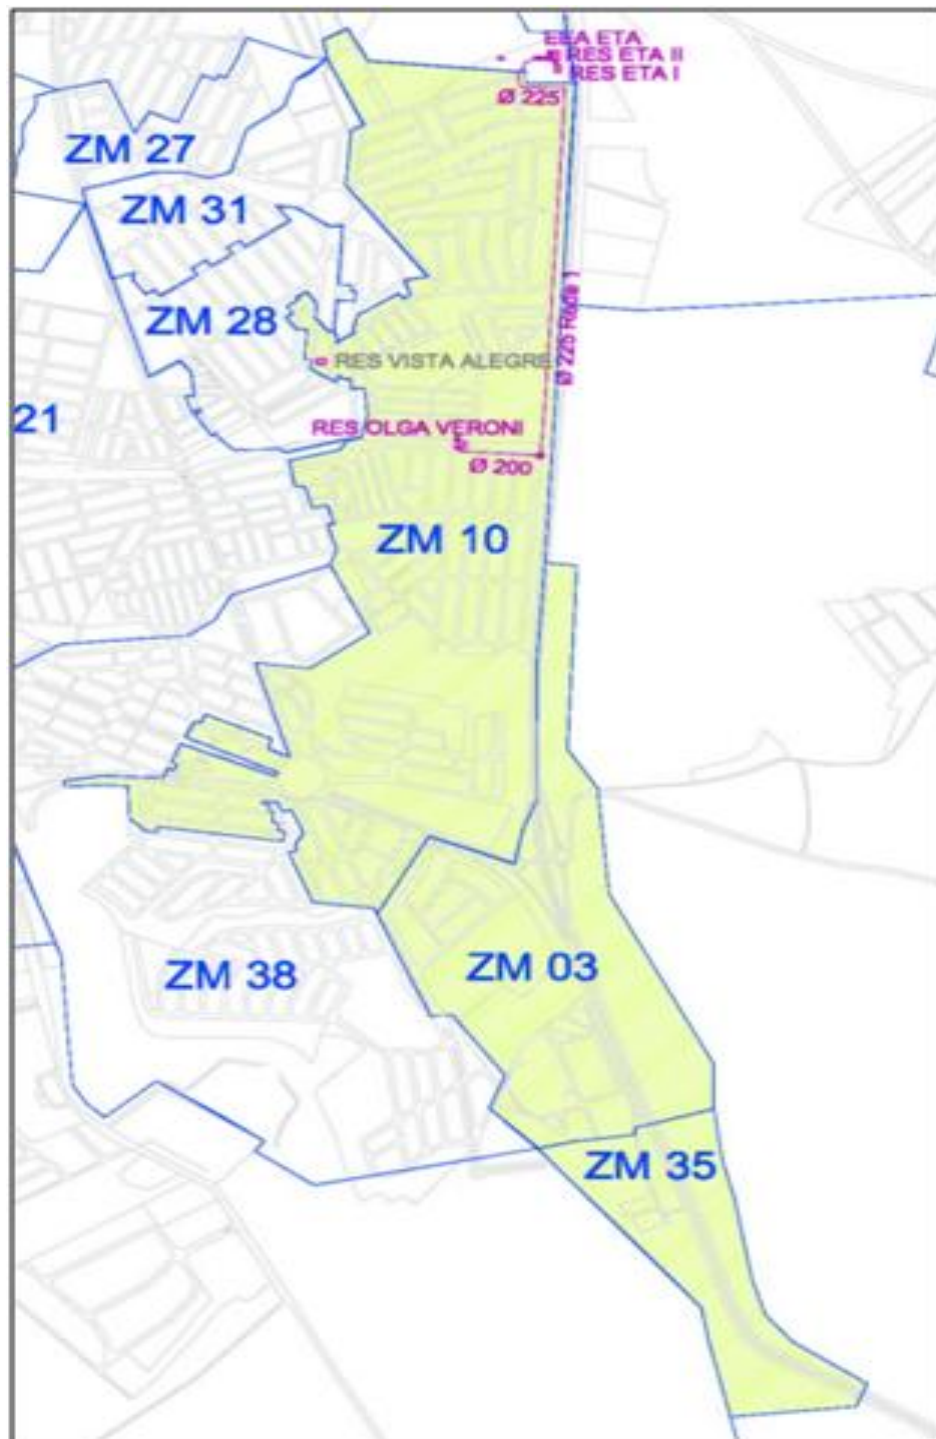 EEA ETA
RES ETA II
RES ETA I
Ø 225
ZM 27
ZM 31
ZM 28
Ø 225 Rede 1
RES VISTA ALEGRE
21
RES OLGA VERONI
Ø 200
ZM 10
ZM 03
ZM 38
ZM 35